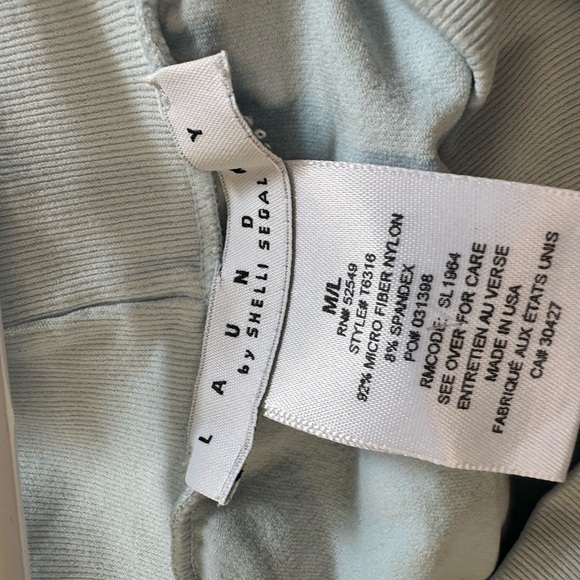 L A U N D R Y
by SHELLI SEGAL
M/L
RN# 52549
STYLE# T6316
92% MICRO FIBER NYLON
8% SPANDEX
PO# 031398
RMCODE: SL1964
SEE OVER FOR CARE
ENTRETIEN AU VERSE
MADE IN USA
FABRIQUÉ AUX ÉTATS UNIS
CA# 30427